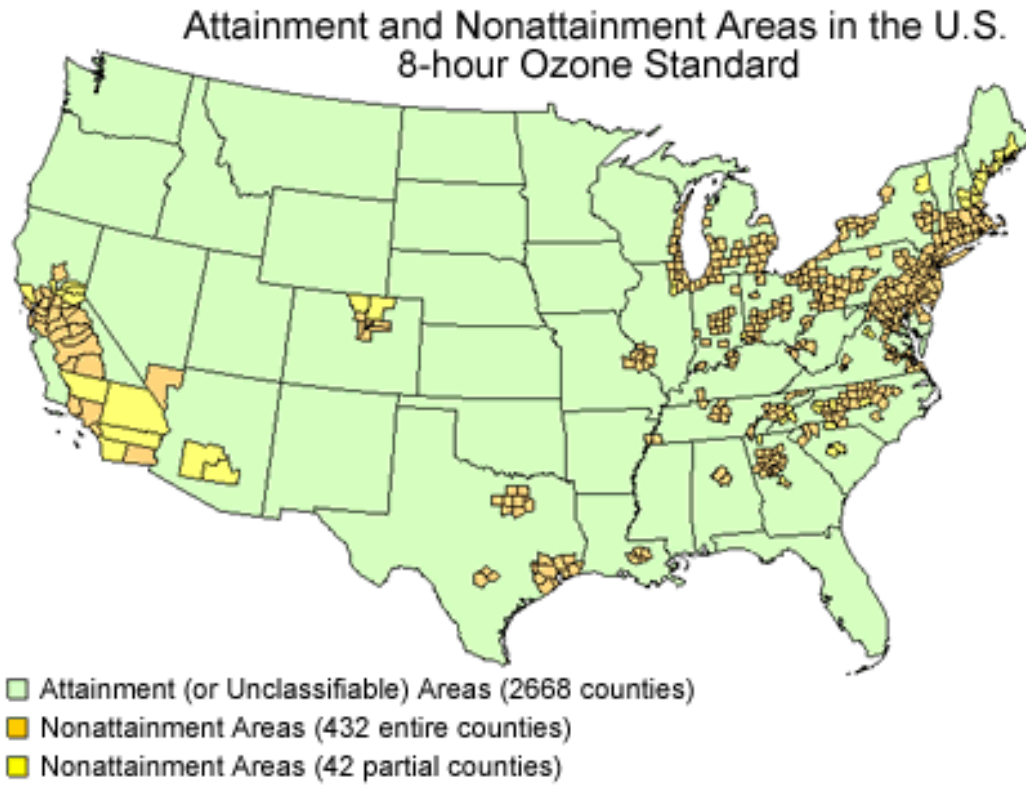 Attainment and Nonattainment Areas in the U.S.
8-hour Ozone Standard
Attainment (or Unclassifiable) Areas (2668 counties)
Nonattainment Areas (432 entire counties)
Nonattainment Areas (42 partial counties)